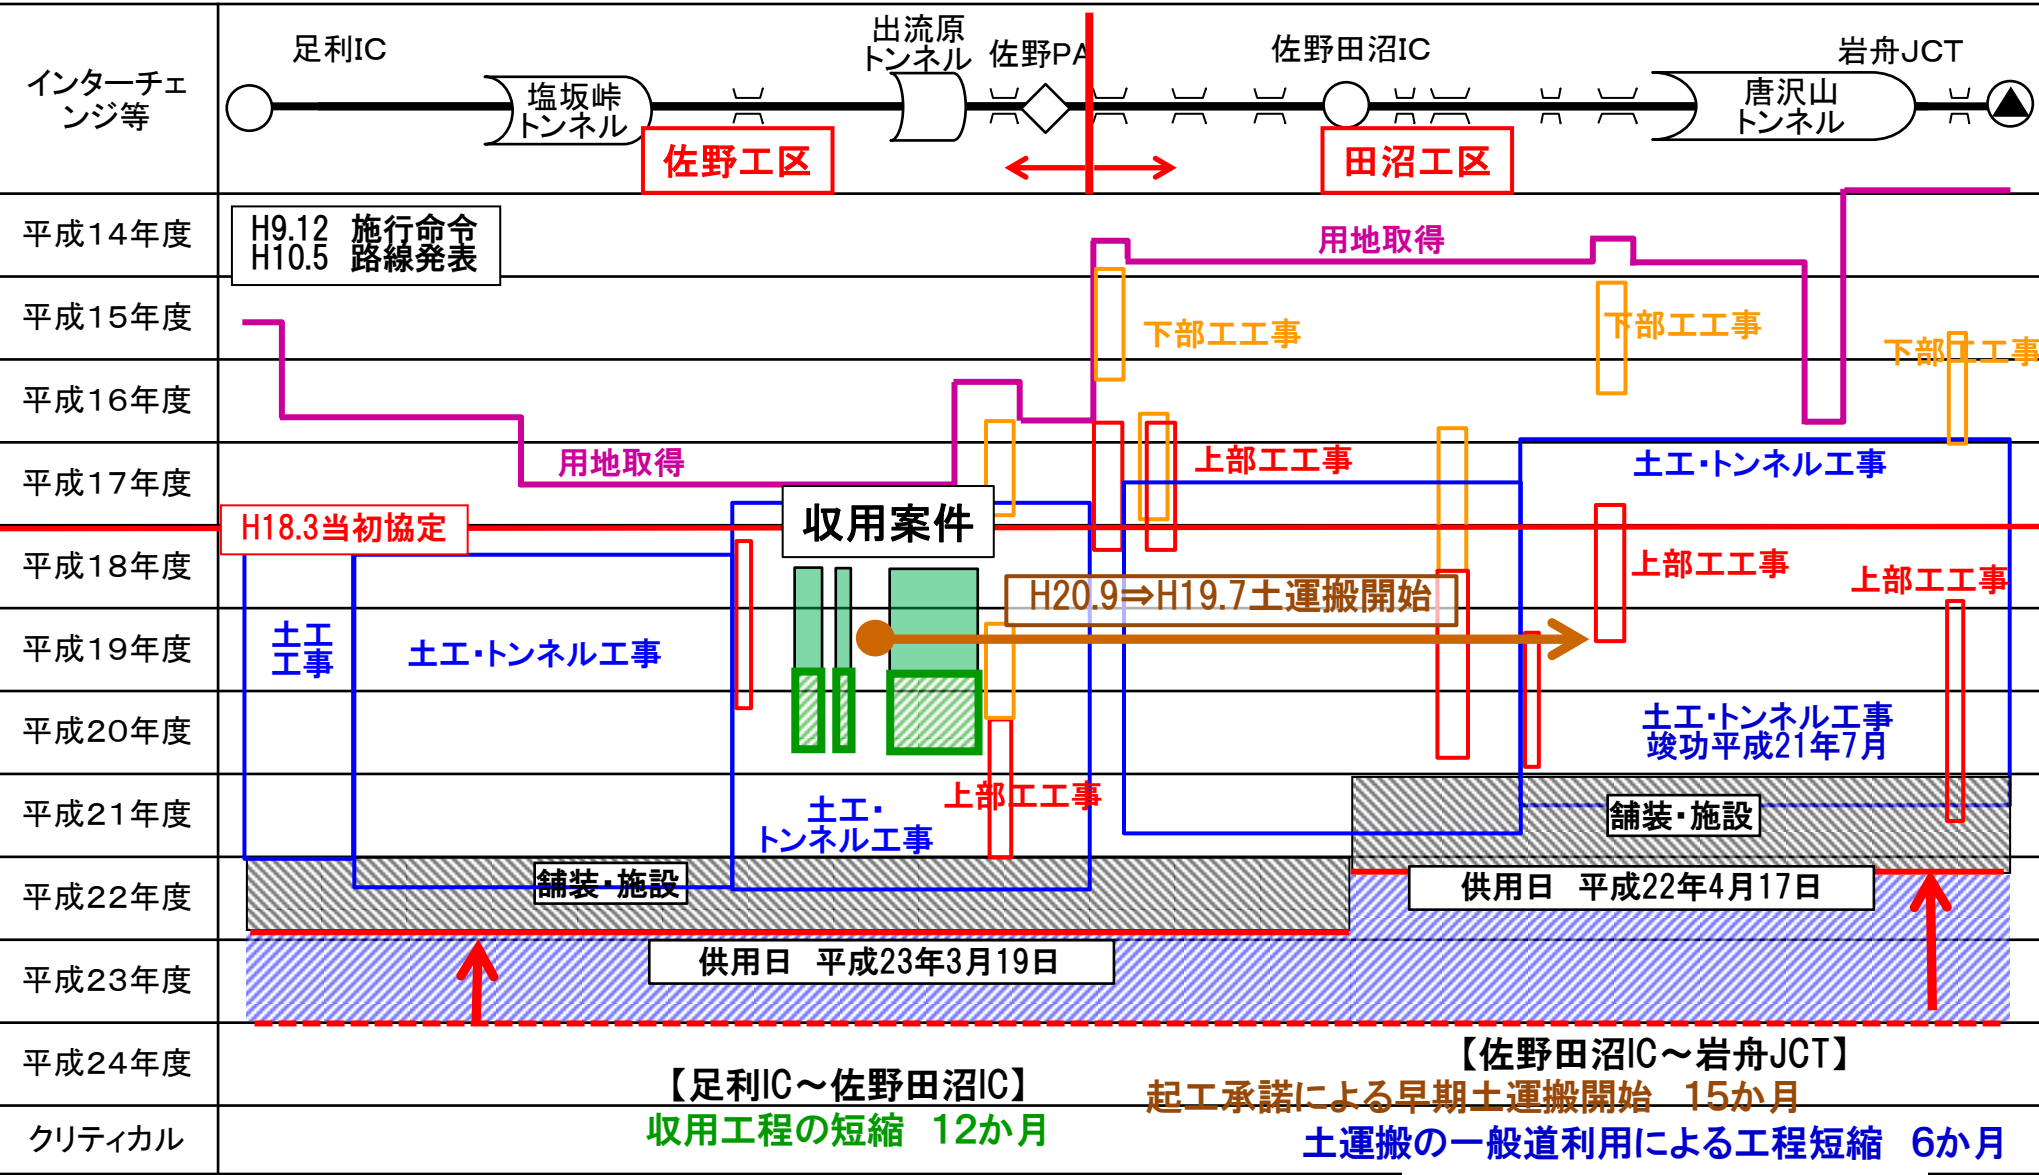 インターチェ
ンジ等
足利IC
塩坂峠
トンネル
出流原
トンネル
佐野PA
佐野田沼IC
岩舟JCT
唐沢山
トンネル
佐野工区
田沼工区
平成14年度
H9.12 施行命令
H10.5 路線発表
用地取得
平成15年度
下部工工事
下部工工事
下部工工事
平成16年度
平成17年度
用地取得
上部工工事
土工・トンネル工事
H18.3当初協定
収用案件
平成18年度
上部工工事
上部工工事
H20.9⇒H19.7土運搬開始
平成19年度
土工
工事
土工・トンネル工事
平成20年度
土工・トンネル工事
竣功平成21年7月
平成21年度
土工・
トンネル工事
上部工工事
舗装・施設
平成22年度
舗装・施設
供用日 平成22年4月17日
平成23年度
供用日 平成23年3月19日
平成24年度
【足利IC～佐野田沼IC】
【佐野田沼IC～岩舟JCT】
起工承諾による早期土運搬開始 15か月
クリティカル
収用工程の短縮 12か月
土運搬の一般道利用による工程短縮 6か月